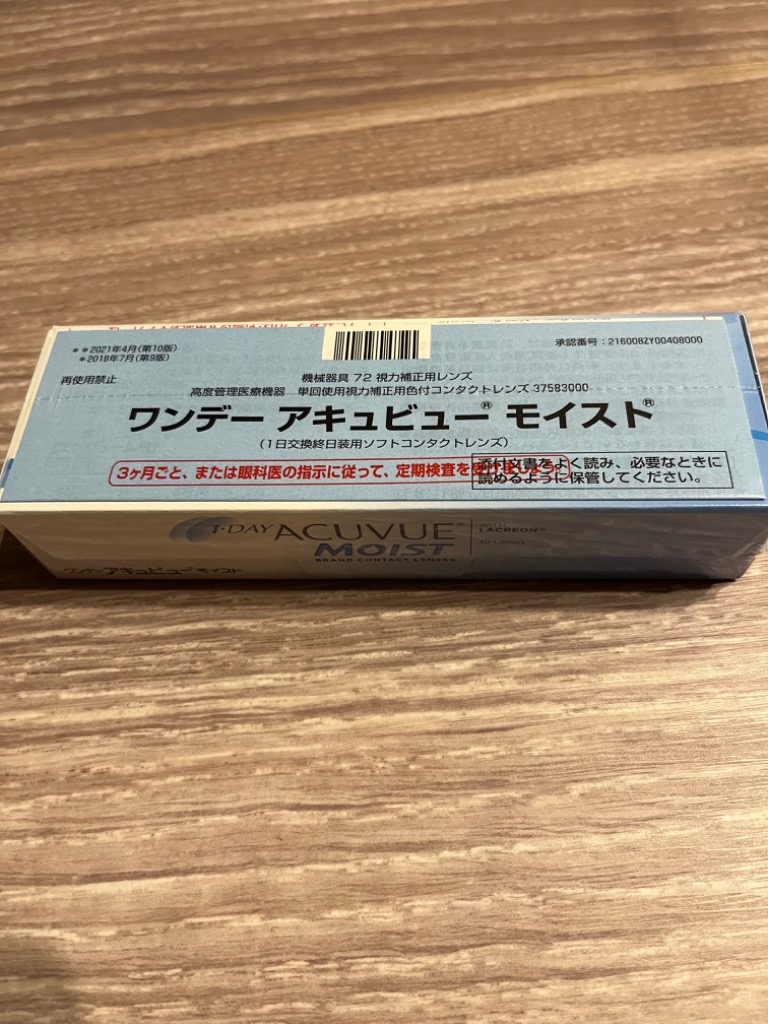 **2021年4月(第10版)
*2018年7月(第9版)
承認番号:21600BZY00408000
再使用禁止
機械器具 72 視力補正用レンズ
高度管理医療機器 単回使用視力補正用色付コンタクトレンズ 37583000
ワンデー アキュビュー® モイスト®
(1日交換終日装用ソフトコンタクトレンズ)
3ヶ月ごと、または眼科医の指示に従って、定期検査を受けましょう。
添付文書をよく読み、必要なときに
読めるように保管してください。
1·DAY ACUVUE®
MOIST
BRAND CONTACT LENSES
WITH
LACREON®
30 Lenses
ワンデー アキュビュー® モイスト